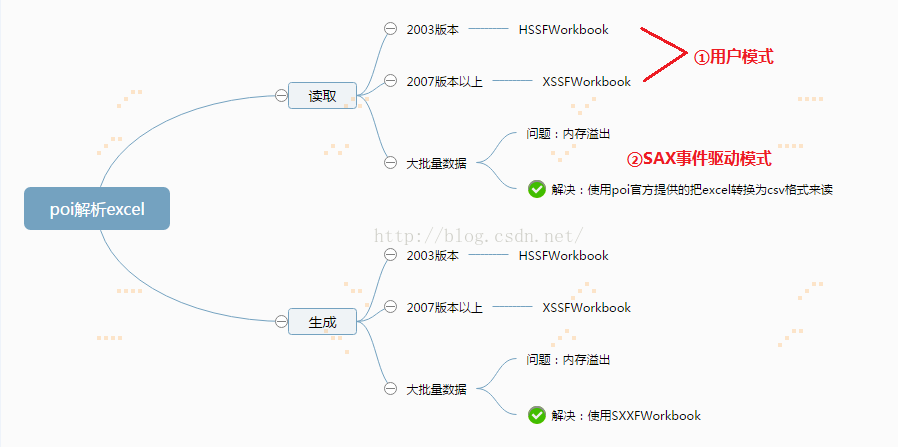 2003版本
HSSFWorkbook
①用户模式
2007版本以上
XSSFWorkbook
读取
问题：内存溢出
②SAX事件驱动模式
大批量数据
解决：使用poi官方提供的把excel转换为csv格式来读
poi解析excel
http://blog.csdn.net/
2003版本
HSSFWorkbook
2007版本以上
XSSFWorkbook
生成
问题：内存溢出
大批量数据
解决：使用SXXFWorkbook